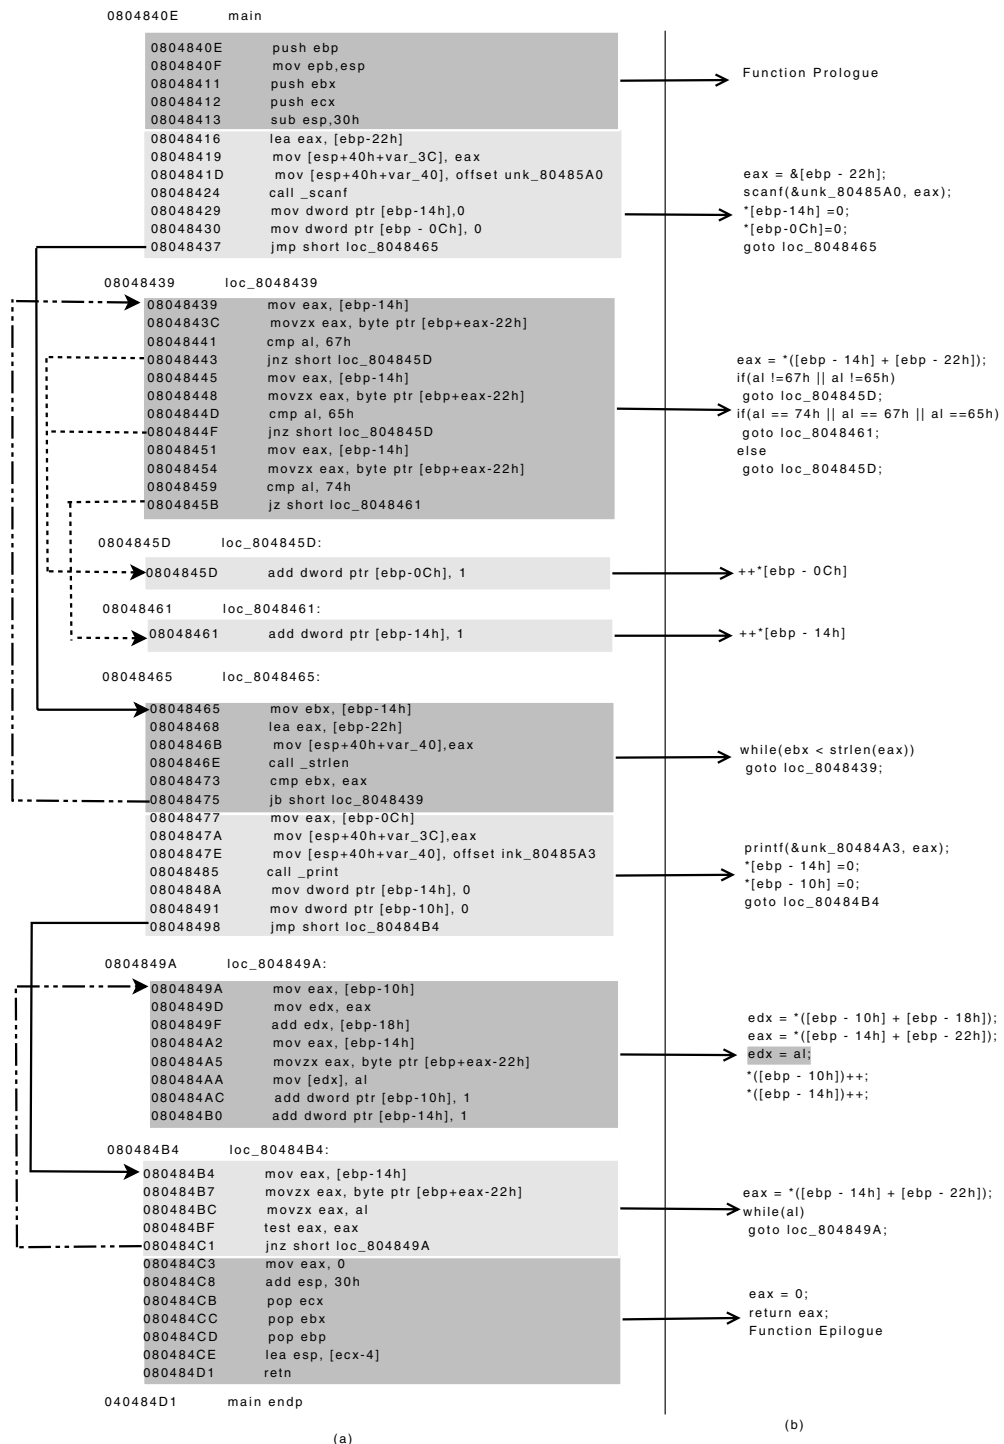 0804840E main
0804840E push ebp
0804840F mov epb,esp
08048411 push ebx
08048412 push ecx
08048413 sub esp,30h
Function Prologue
08048416 lea eax, [ebp-22h]
08048419 mov [esp+40h+var_3C], eax
0804841D mov [esp+40h+var_40], offset unk_80485A0
08048424 call _scanf
08048429 mov dword ptr [ebp-14h],0
08048430 mov dword ptr [ebp - 0Ch], 0
08048437 jmp short loc_8048465
eax = &[ebp - 22h];
scanf(&unk_80485A0, eax);
*[ebp-14h] =0;
*[ebp-0Ch]=0;
goto loc_8048465
08048439 loc_8048439
08048439 mov eax, [ebp-14h]
0804843C movzx eax, byte ptr [ebp+eax-22h]
08048441 cmp al, 67h
08048443 jnz short loc_804845D
08048445 mov eax, [ebp-14h]
08048448 movzx eax, byte ptr [ebp+eax-22h]
0804844D cmp al, 65h
0804844F jnz short loc_804845D
08048451 mov eax, [ebp-14h]
08048454 movzx eax, byte ptr [ebp+eax-22h]
08048459 cmp al, 74h
0804845B jz short loc_8048461
eax = *([ebp - 14h] + [ebp - 22h]);
if(al !=67h || al !=65h)
goto loc_804845D;
if(al == 74h || al == 67h || al ==65h)
goto loc_8048461;
else
goto loc_804845D;
0804845D loc_804845D:
0804845D add dword ptr [ebp-0Ch], 1
++*[ebp - 0Ch]
08048461 loc_8048461:
08048461 add dword ptr [ebp-14h], 1
++*[ebp - 14h]
08048465 loc_8048465:
08048465 mov ebx, [ebp-14h]
08048468 lea eax, [ebp-22h]
0804846B mov [esp+40h+var_40],eax
0804846E call _strlen
08048473 cmp ebx, eax
08048475 jb short loc_8048439
while(ebx < strlen(eax))
goto loc_8048439;
08048477 mov eax, [ebp-0Ch]
0804847A mov [esp+40h+var_3C],eax
0804847E mov [esp+40h+var_40], offset ink_80485A3
08048485 call _print
0804848A mov dword ptr [ebp-14h], 0
08048491 mov dword ptr [ebp-10h], 0
08048498 jmp short loc_80484B4
printf(&unk_80484A3, eax);
*[ebp - 14h] =0;
*[ebp - 10h] =0;
goto loc_80484B4
0804849A loc_804849A:
0804849A mov eax, [ebp-10h]
0804849D mov edx, eax
0804849F add edx, [ebp-18h]
080484A2 mov eax, [ebp-14h]
080484A5 movzx eax, byte ptr [ebp+eax-22h]
080484AA mov [edx], al
080484AC add dword ptr [ebp-10h], 1
080484B0 add dword ptr [ebp-14h], 1
edx = *([ebp - 10h] + [ebp - 18h]);
eax = *([ebp - 14h] + [ebp - 22h]);
edx = al;
*([ebp - 10h])++;
*([ebp - 14h])++;
080484B4 loc_80484B4:
080484B4 mov eax, [ebp-14h]
080484B7 movzx eax, byte ptr [ebp+eax-22h]
080484BC movzx eax, al
080484BF test eax, eax
080484C1 jnz short loc_804849A
eax = *([ebp - 14h] + [ebp - 22h]);
while(al)
goto loc_804849A;
080484C3 mov eax, 0
080484C8 add esp, 30h
080484CB pop ecx
080484CC pop ebx
080484CD pop ebp
080484CE lea esp, [ecx-4]
080484D1 retn
eax = 0;
return eax;
Function Epilogue
040484D1 main endp
(a)
(b)